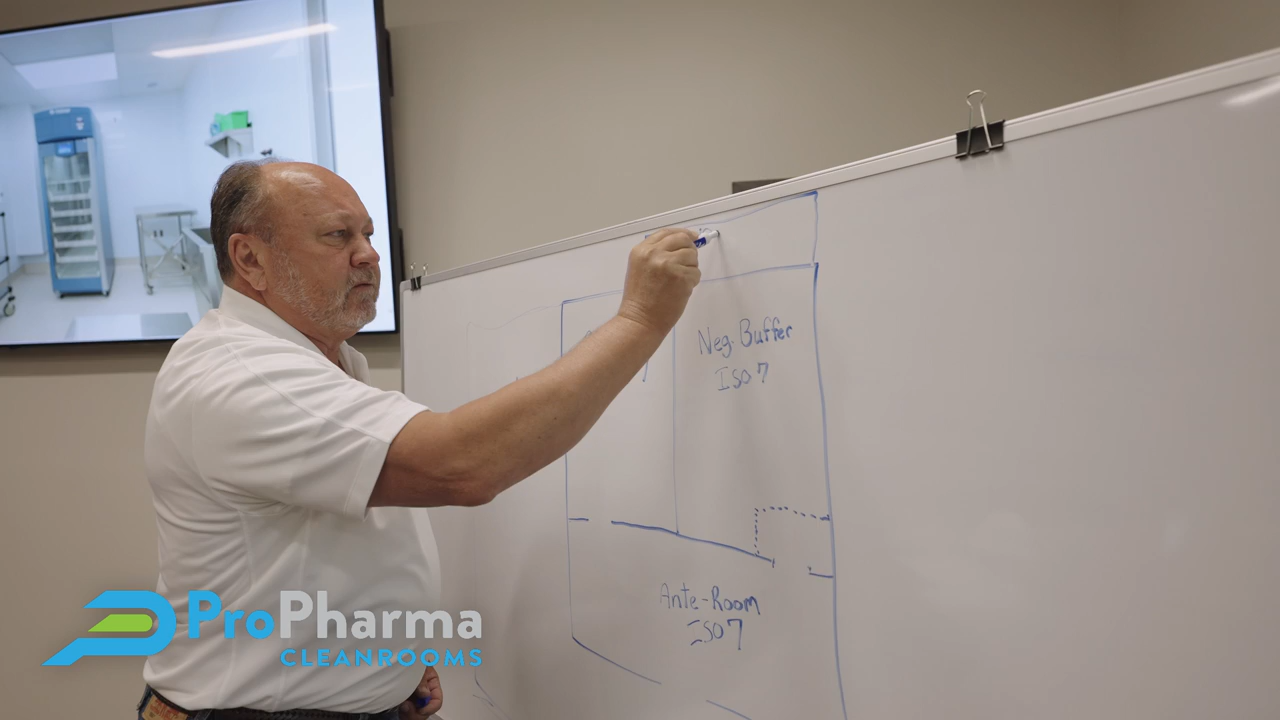 Neg. Buffer
ISO 7
Ante-Room
ISO 7
ProPharma
CLEANROOMS